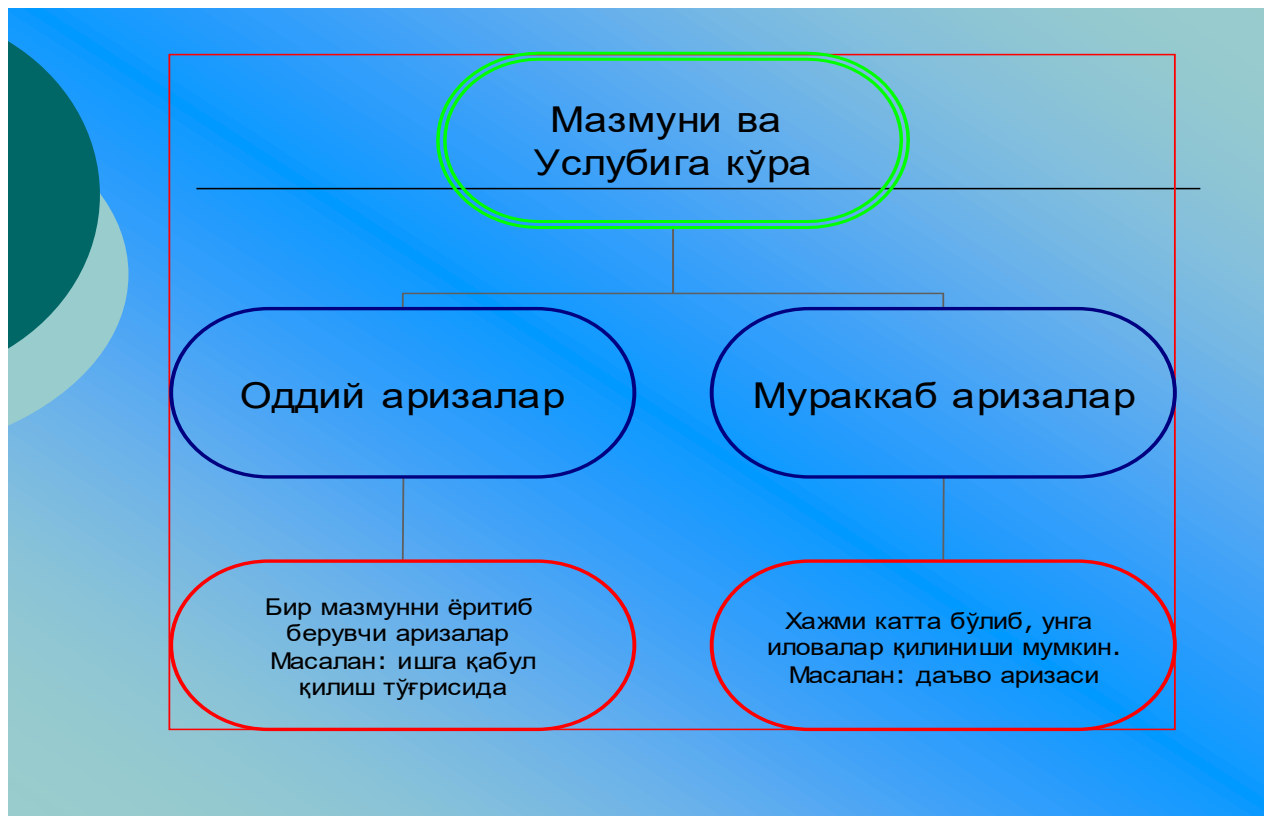 Мазмуни ва
Услубига кўра
Оддий аризалар
Мураккаб аризалар
Бир мазмунни ёритиб
берувчи аризалар
Масалан: ишга қабул
қилиш тўғрисида
Хажми катта бўлиб, унга
иловалар қилиниши мумкин.
Масалан: даъво аризаси